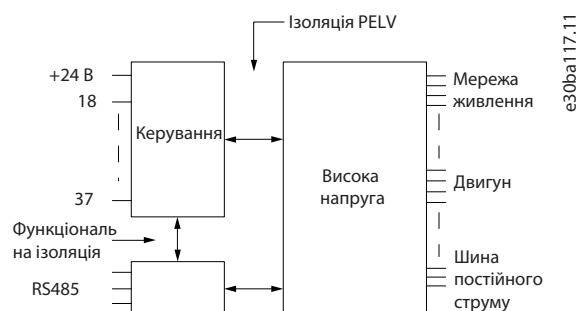 Ізоляція PELV
e30ba117.11
+24 В
18
37
Керування
Висока
напруга
Мережа
живлення
Двигун
Шина
постійного
струму
Функціональ
на ізоляція
RS485